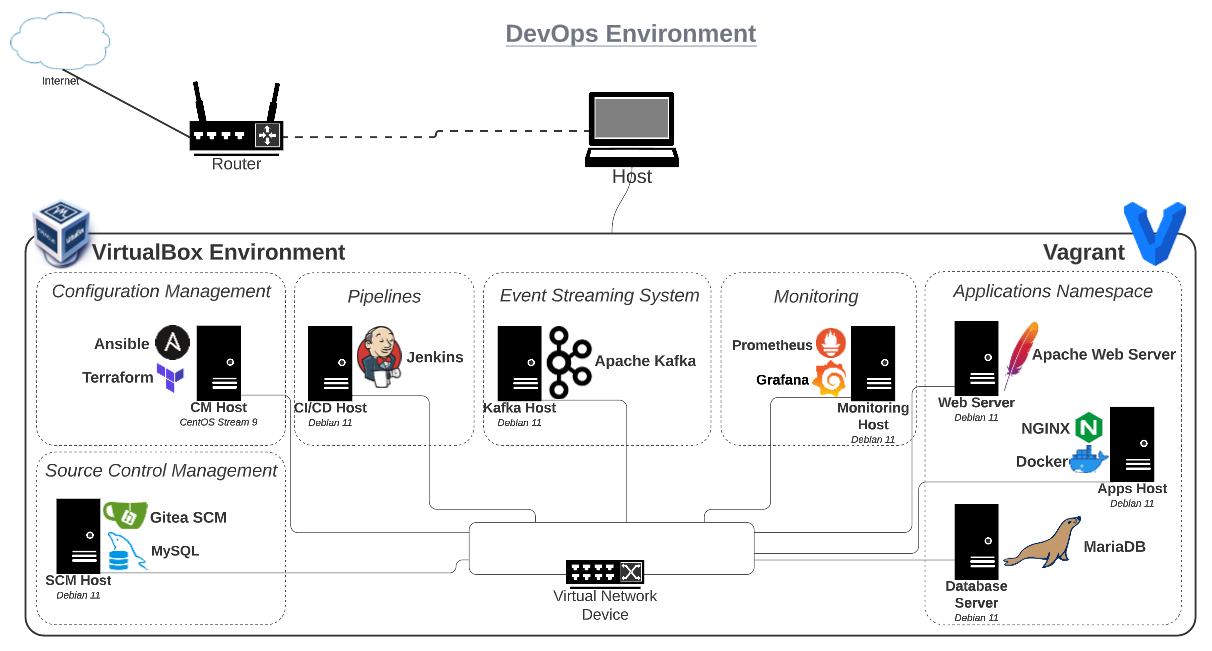 DevOps Environment
Internet
Router
Host
VirtualBox Environment
Vagrant
Configuration Management
Ansible
Terraform
CM Host
CentOS Stream 9
Pipelines
Jenkins
CI/CD Host
Debian 11
Event Streaming System
Apache Kafka
Kafka Host
Debian 11
Monitoring
Prometheus
Grafana
Monitoring
Host
Debian 11
Applications Namespace
Apache Web Server
Web Server
Debian 11
NGINX
Docker
Apps Host
Debian 11
MariaDB
Database
Server
Debian 11
Source Control Management
Gitea SCM
MySQL
SCM Host
Debian 11
Virtual Network
Device